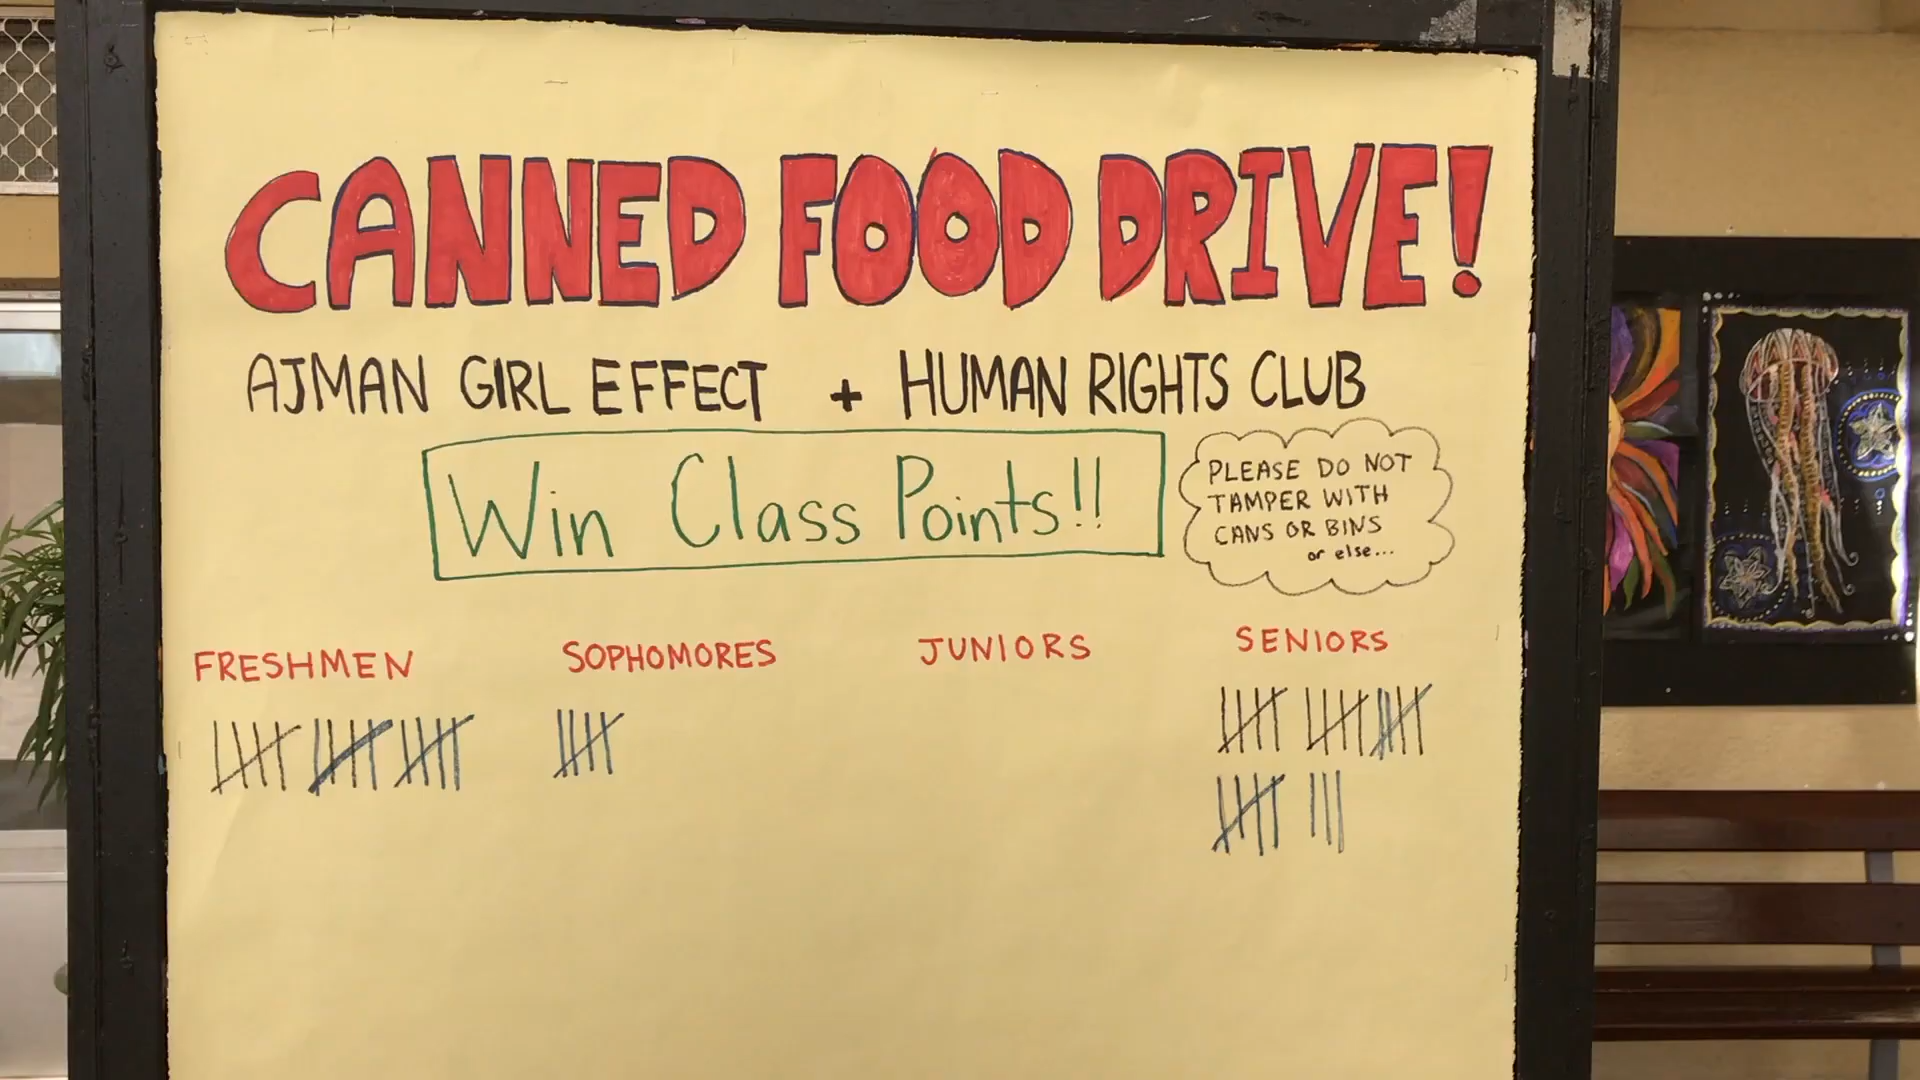 CANNED FOOD DRIVE!
AJMAN GIRL EFFECT + HUMAN RIGHTS CLUB
Win Class Points!!
PLEASE DO NOT
TAMPER WITH
CANS OR BINS
or else...
FRESHMEN SOPHOMORES JUNIORS SENIORS